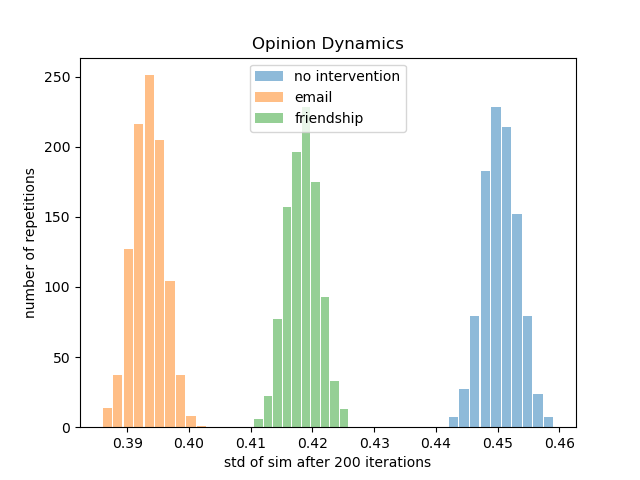 Opinion Dynamics
no intervention
email
friendship
number of repetitions
250
200
150
100
50
0
0.39 0.40 0.41 0.42 0.43 0.44 0.45 0.46
std of sim after 200 iterations